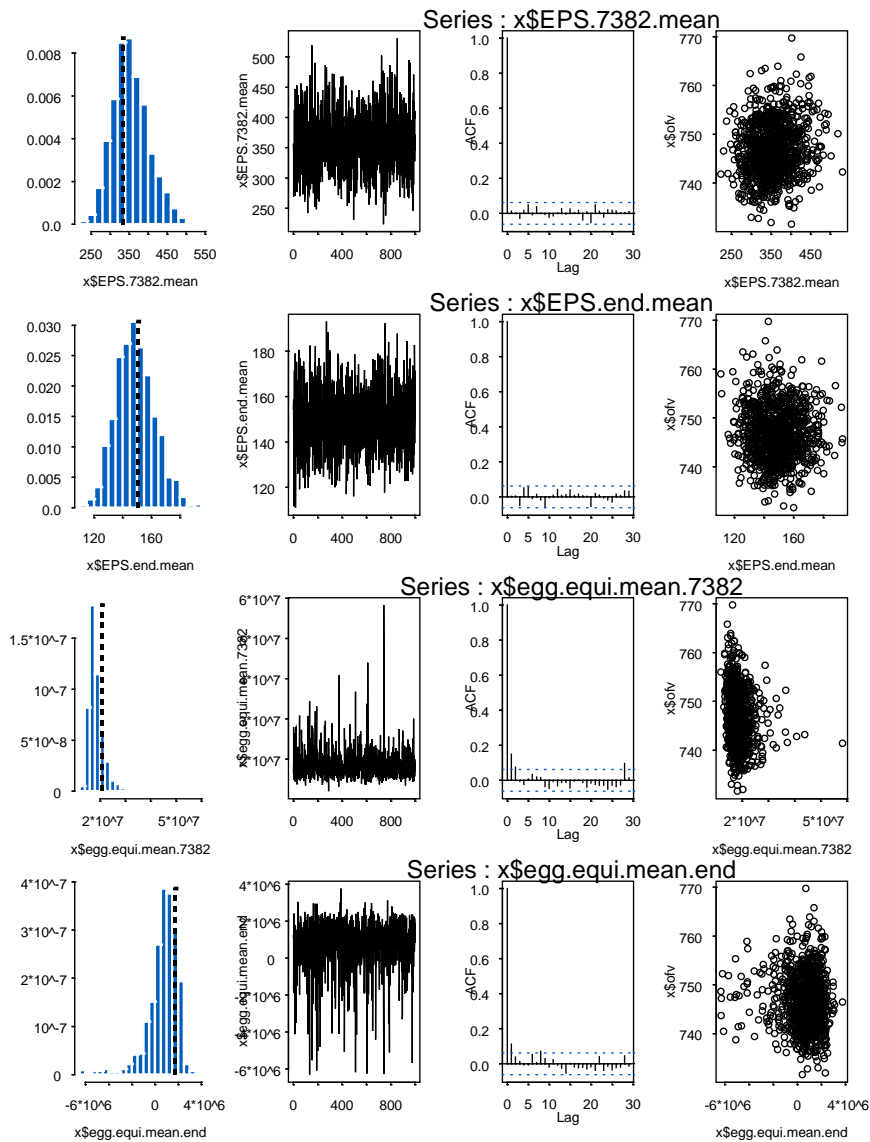 Series : x$EPS.7382.mean
0.008
0.006
0.004
0.002
0.0
250 350 450 550
x$EPS.7382.mean
x$EPS.7382.mean
500
450
400
350
300
250
0 400 800
ACF
1.0
0.8
0.6
0.4
0.2
0.0
0 5 10 20 30
Lag
x$ofv
770
760
750
740
250 350 450
x$EPS.7382.mean
Series : x$EPS.end.mean
0.030
0.025
0.020
0.015
0.010
0.005
0.0
120 160
x$EPS.end.mean
x$EPS.end.mean
180
160
140
120
0 400 800
ACF
1.0
0.8
0.6
0.4
0.2
0.0
0 5 10 20 30
Lag
x$ofv
770
760
750
740
120 160
x$EPS.end.mean
Series : x$egg.equi.mean.7382
1.5*10^-7
10^-7
5*10^-8
0
2*10^7 5*10^7
x$egg.equi.mean.7382
x$egg.equi.mean.7382
6*10^7
0 400 800
ACF
1.0
0.8
0.6
0.4
0.2
0.0
0 5 10 20 30
Lag
x$ofv
770
760
750
740
2*10^7 5*10^7
x$egg.equi.mean.7382
Series : x$egg.equi.mean.end
4*10^-7
3*10^-7
2*10^-7
10^-7
0
-6*10^6 0 4*10^6
x$egg.equi.mean.end
x$egg.equi.mean.end
4*10^6
0
-6*10^6
0 400 800
ACF
1.0
0.8
0.6
0.4
0.2
0.0
0 5 10 20 30
Lag
x$ofv
770
760
750
740
-6*10^6 0 4*10^6
x$egg.equi.mean.end